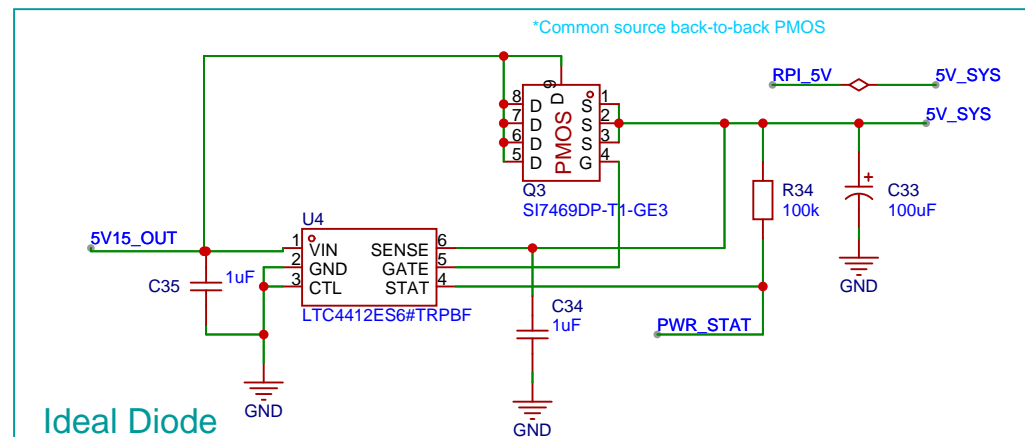 *Common source back-to-back PMOS
RPI_5V
5V_SYS
5V_SYS
9
D
8 D S 1
7 D S 2
6 D S 3
5 D G 4
PMOS
Q3
SI7469DP-T1-GE3
R34
100k
C33
100uF
GND
U4
5V15_OUT
1 VIN SENSE 6
2 GND GATE 5
3 CTL STAT 4
LTC4412ES6#TRPBF
C35
1uF
C34
1uF
PWR_STAT
GND
GND
Ideal Diode